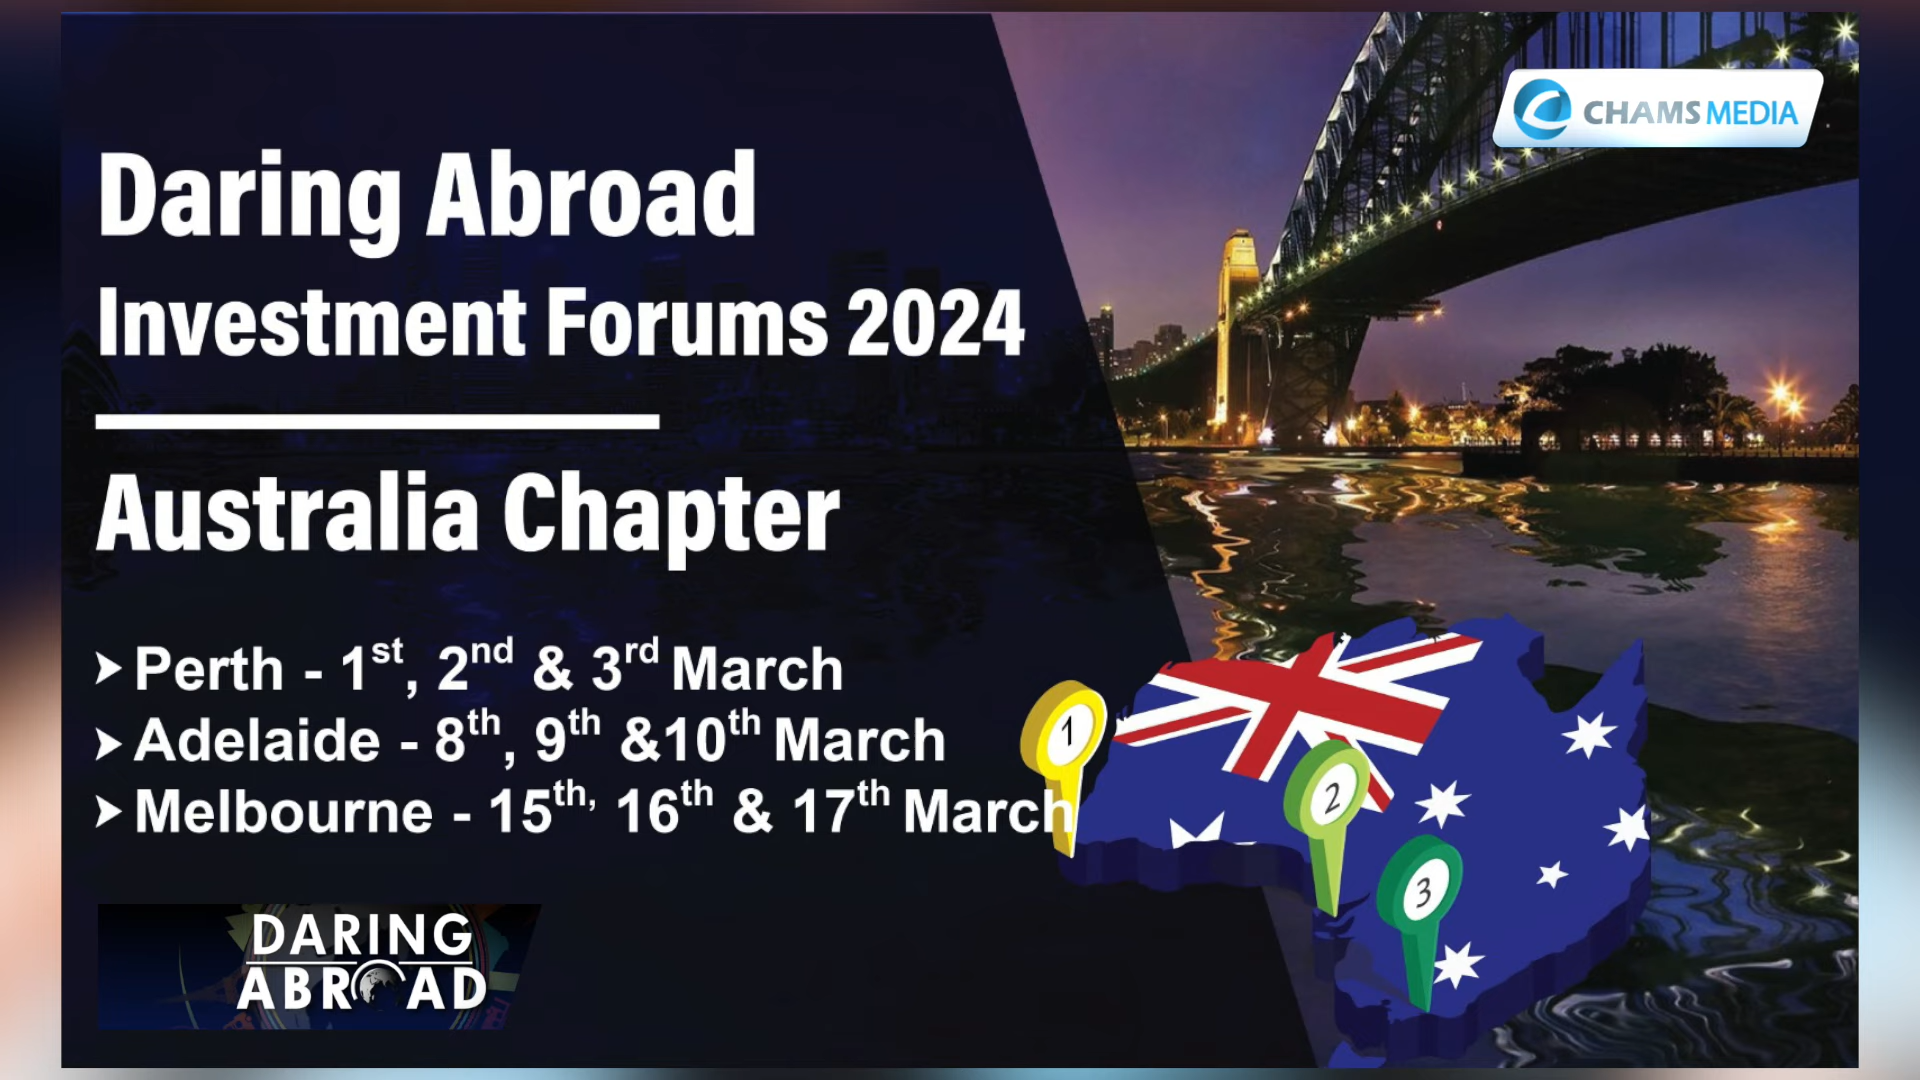 CHAMS MEDIA
Daring Abroad
Investment Forums 2024
Australia Chapter
➤ Perth - 1st, 2nd & 3rd March
➤ Adelaide - 8th, 9th &10th March
➤ Melbourne - 15th, 16th & 17th March
1
2
3
DARING
ABROAD